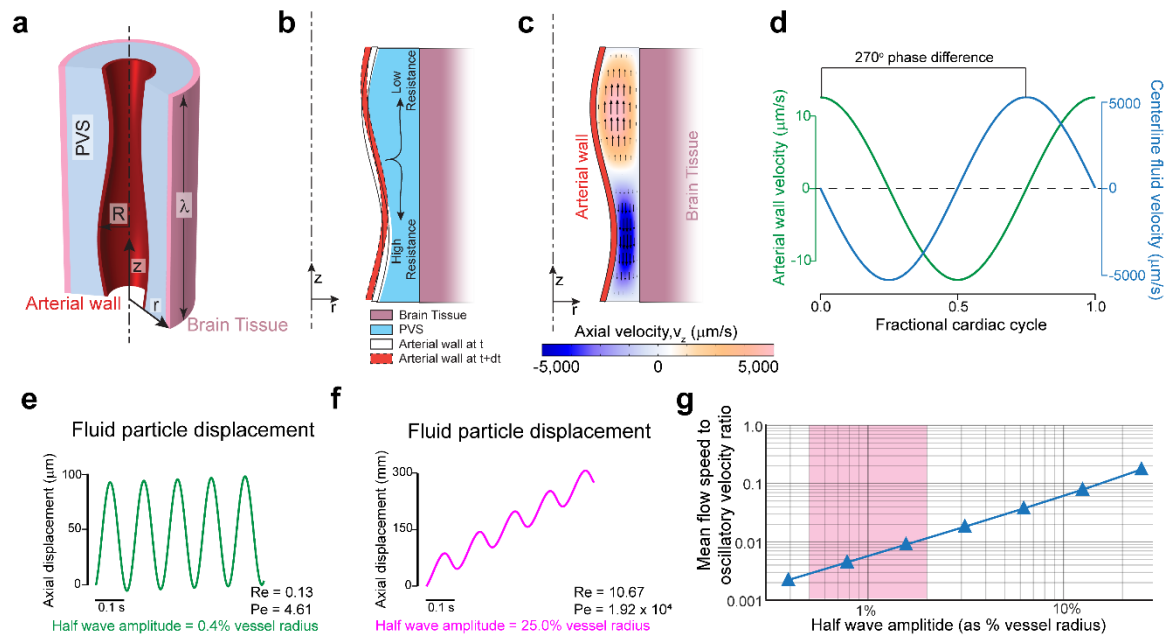 a
PVS
R
λ
z
r
Arterial wall
Brain Tissue
b
Low
Resistance
High
Resistance
z
r
Brain Tissue
PVS
Arterial wall at t
Arterial wall at t+dt
c
Arterial wall
Brain Tissue
z
r
Axial velocity,vz (μm/s)
-5,000
0
5,000
d
270⁰ phase difference
Arterial wall velocity (μm/s)
10
0
-10
Centerline fluid velocity
(μm/s)
5000
0
-5000
0.0
0.5
1.0
Fractional cardiac cycle
e
Fluid particle displacement
Axial displacement (μm)
100
50
0
0.1 s
Re = 0.13
Pe = 4.61
Half wave amplitude = 0.4% vessel radius
f
Fluid particle displacement
Axial displacement (mm)
300
150
0
0.1 s
Re = 10.67
Pe = 1.92 x 10⁴
Half wave amplitude = 25.0% vessel radius
g
Mean flow speed to
oscillatory velocity ratio
1.0
0.1
0.01
0.001
1%
10%
Half wave amplitide (as % vessel radius)